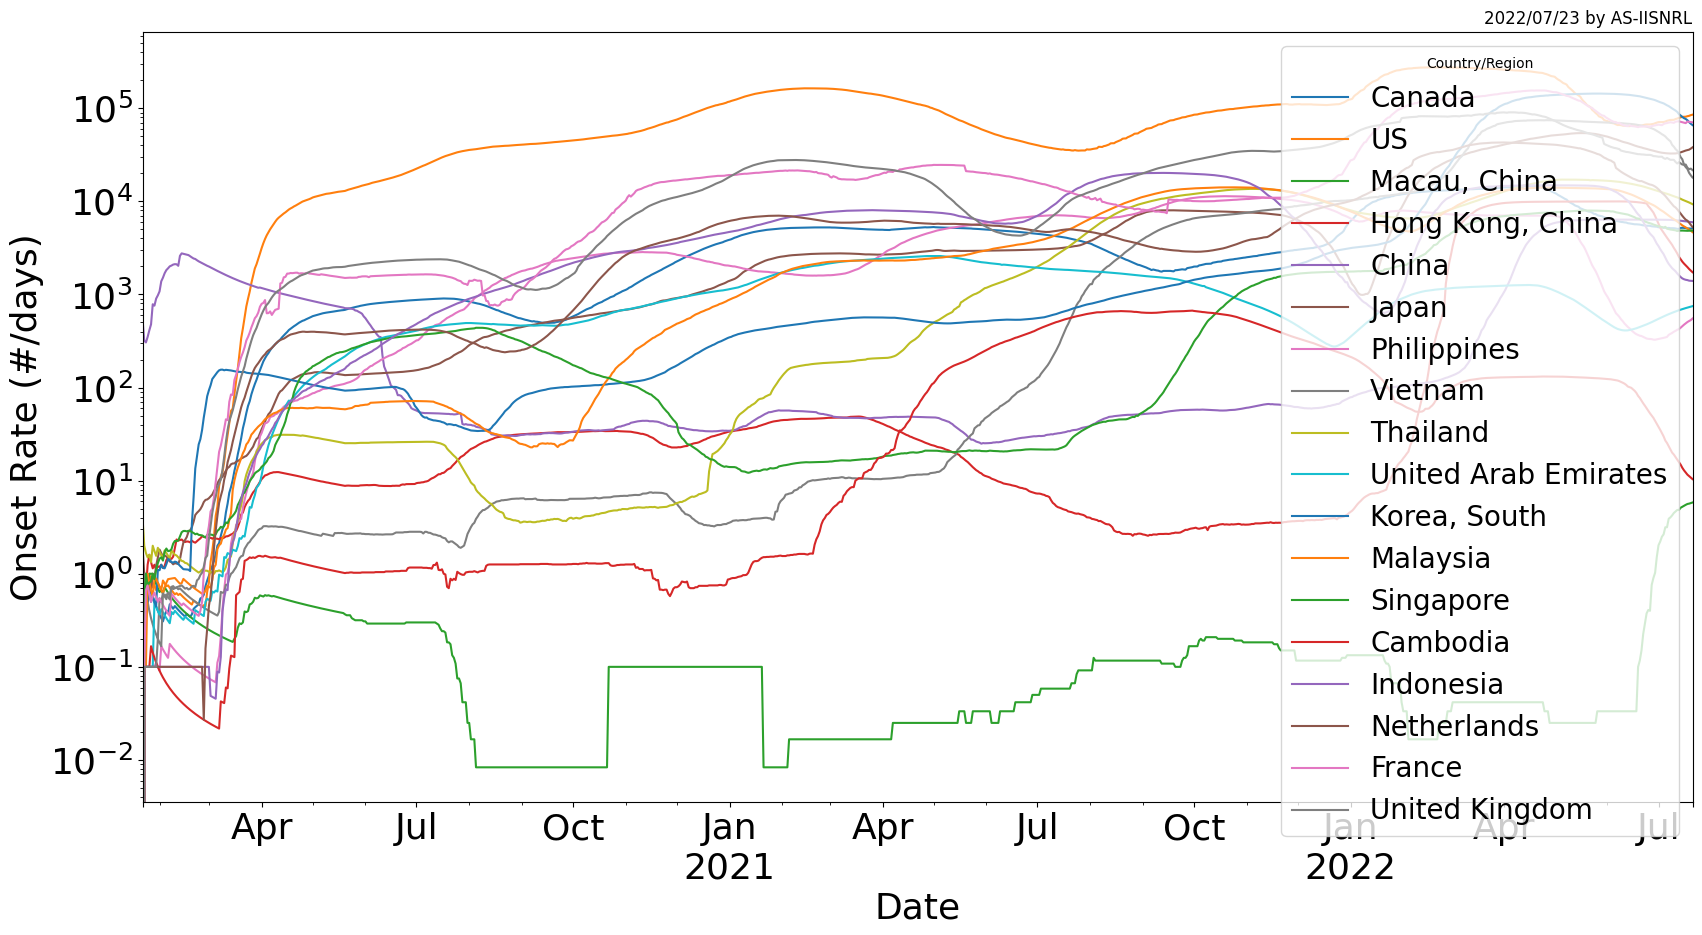 2022/07/23 by AS-IISNRL
Onset Rate (#/days)
10^5
10^4
10^3
10^2
10^1
10^0
10^−1
10^−2
Country/Region
Canada
US
Macau, China
Hong Kong, China
China
Japan
Philippines
Vietnam
Thailand
United Arab Emirates
Korea, South
Malaysia
Singapore
Cambodia
Indonesia
Netherlands
France
United Kingdom
Apr Jul Oct Jan Apr Jul Oct Jan Apr Jul
2021 2022
Date